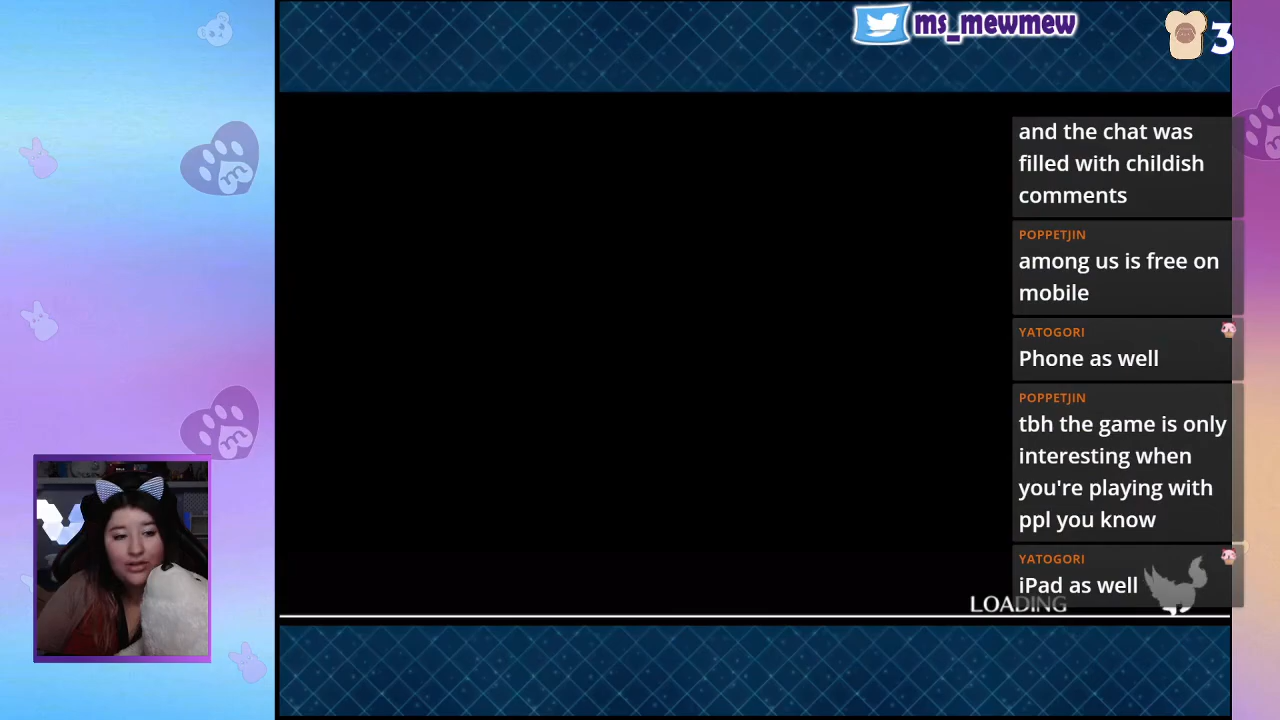 ms_mewmew
3
and the chat was
filled with childish
comments
POPPETJIN
among us is free on
mobile
YATOGORI
Phone as well
POPPETJIN
tbh the game is only
interesting when
you're playing with
ppl you know
YATOGORI
iPad as well
LOADING